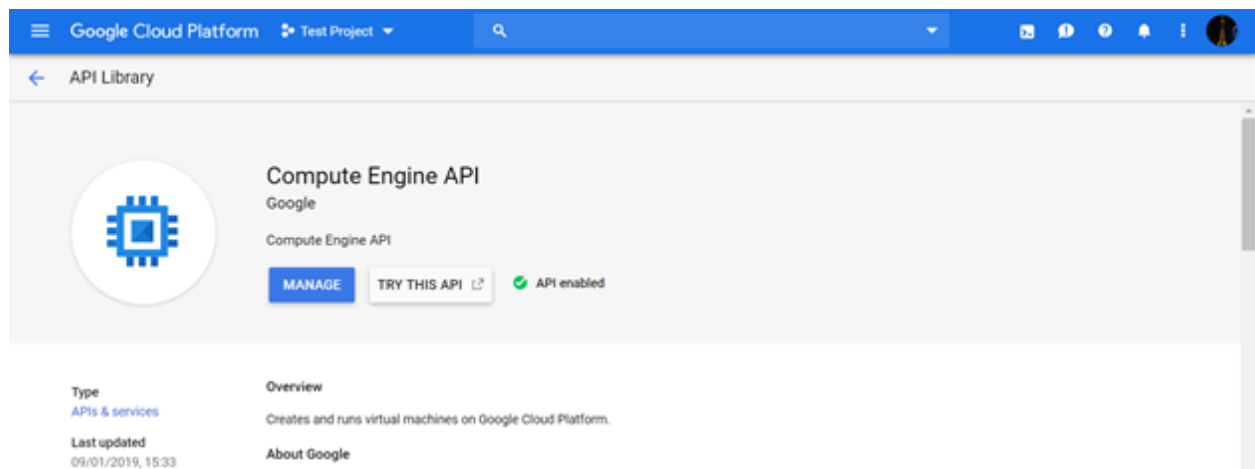 Google Cloud Platform Test Project
API Library
Compute Engine API
Google
Compute Engine API
MANAGE TRY THIS API API enabled
Type
APIs & services
Last updated
09/01/2019, 15:33
Overview
Creates and runs virtual machines on Google Cloud Platform.
About Google